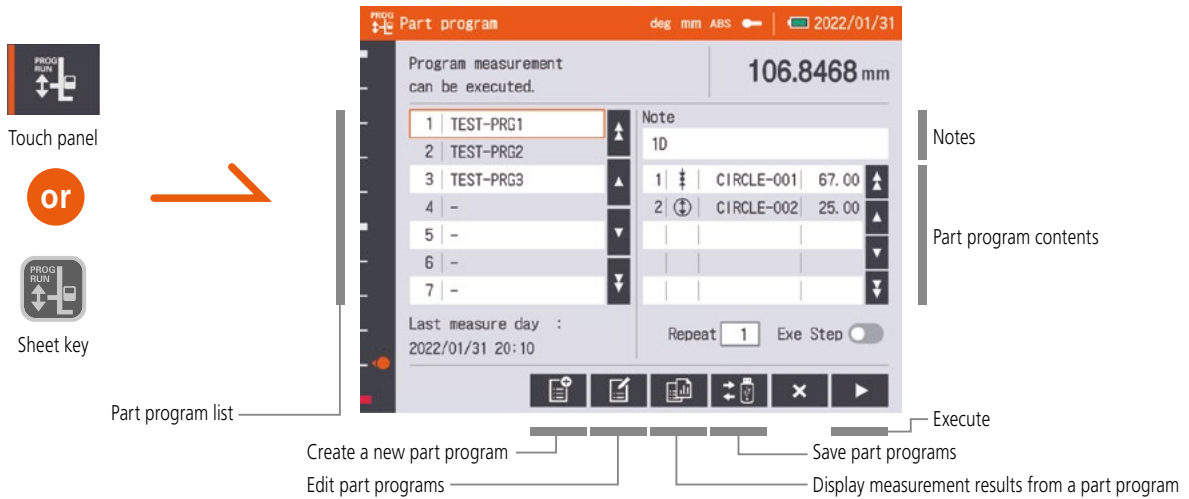 PROG
RUN
Touch panel
or
PROG
RUN
Sheet key
Part program list
PROG
Part program
deg mm ABS
2022/01/31
Program measurement
can be executed.
106.8468 mm
1 TEST-PRG1
2 TEST-PRG2
3 TEST-PRG3
4 -
5 -
6 -
7 -
Last measure day :
2022/01/31 20:10
Note
1D
1 CIRCLE-001 67.00
2 CIRCLE-002 25.00
Repeat 1 Exe Step
Notes
Part program contents
Execute
Create a new part program
Save part programs
Edit part programs
Display measurement results from a part program